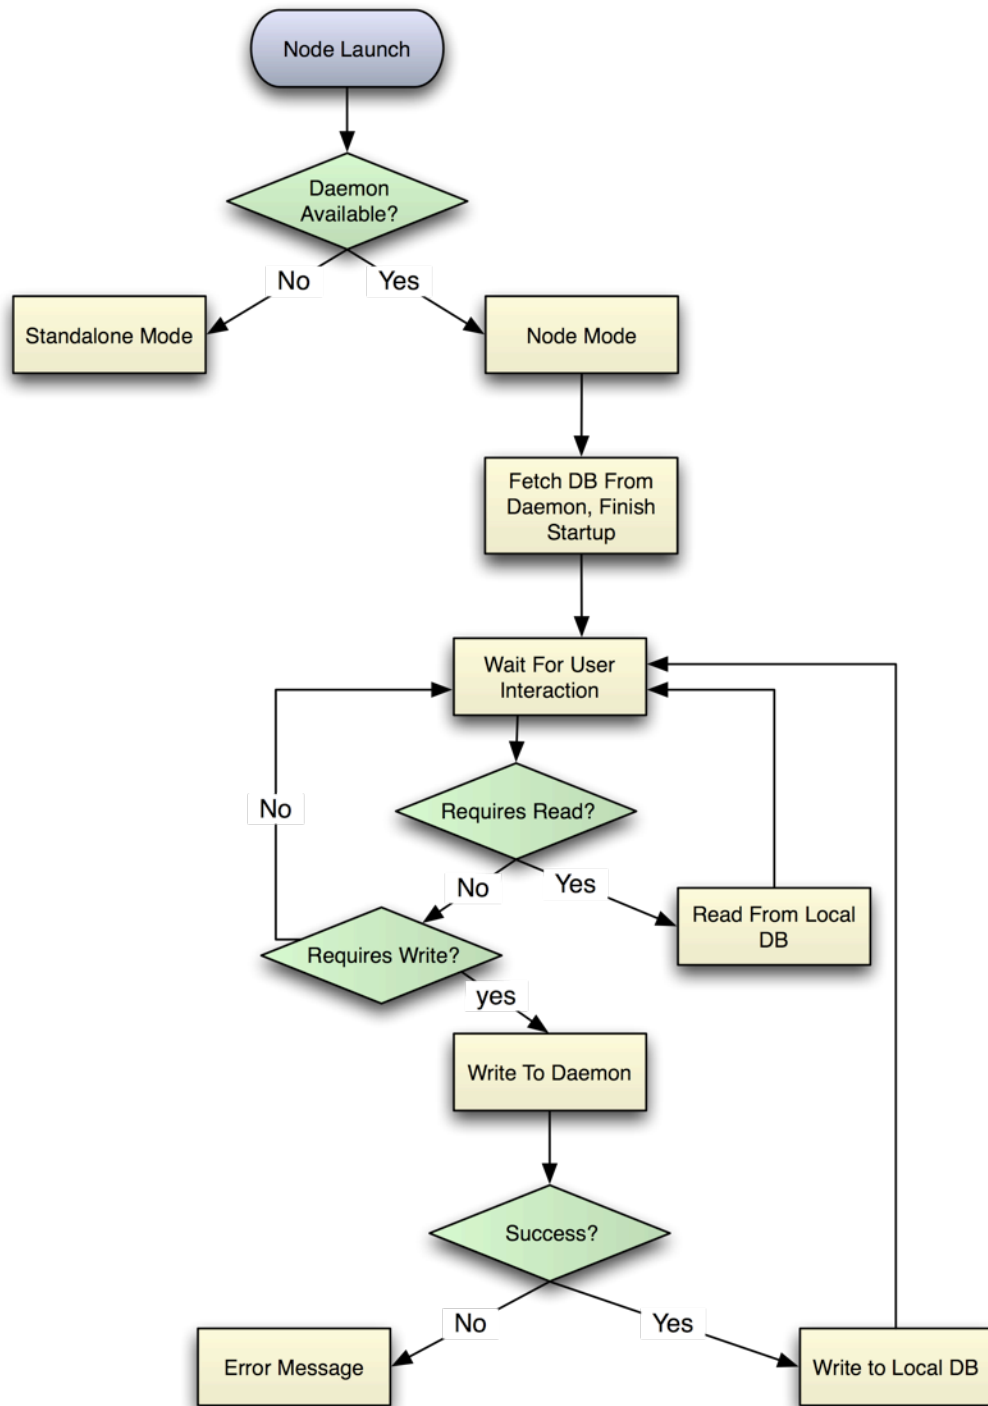 Node Launch
Daemon
Available?
No
Yes
Standalone Mode
Node Mode
Fetch DB From
Daemon, Finish
Startup
Wait For User
Interaction
No
Requires Read?
No
Yes
Read From Local
DB
Requires Write?
yes
Write To Daemon
Success?
No
Yes
Error Message
Write to Local DB